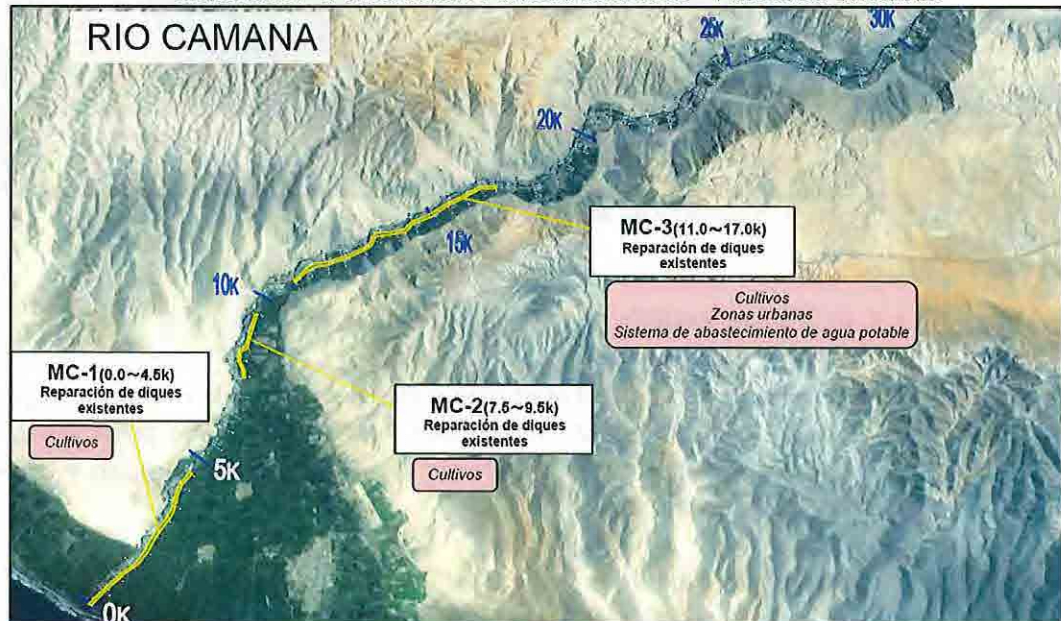 RIO CAMANA
30K
25K
20K
MC-3(11.0~17.0k)
Reparación de diques
existentes
15K
10K
Cultivos
Zonas urbanas
Sistema de abastecimiento de agua potable
MC-1(0.0~4.5k)
Reparación de diques
existentes
Cultivos
MC-2(7.5~9.5k)
Reparación de diques
existentes
Cultivos
5K
0K